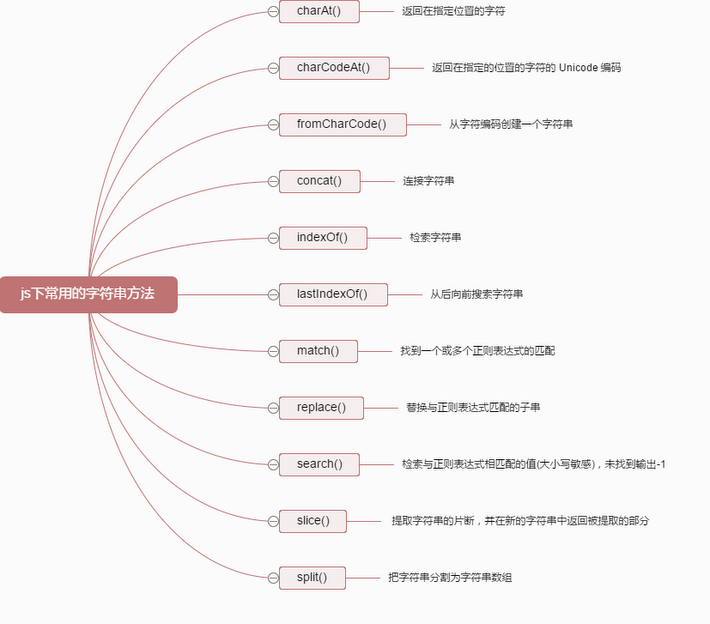 charAt()
返回在指定位置的字符
charCodeAt()
返回在指定的位置的字符的 Unicode 编码
fromCharCode()
从字符编码创建一个字符串
concat()
连接字符串
indexOf()
检索字符串
js下常用的字符串方法
lastIndexOf()
从后向前搜索字符串
match()
找到一个或多个正则表达式的匹配
replace()
替换与正则表达式匹配的子串
search()
检索与正则表达式相匹配的值(大小写敏感)，未找到输出-1
slice()
提取字符串的片断，并在新的字符串中返回被提取的部分
split()
把字符串分割为字符串数组